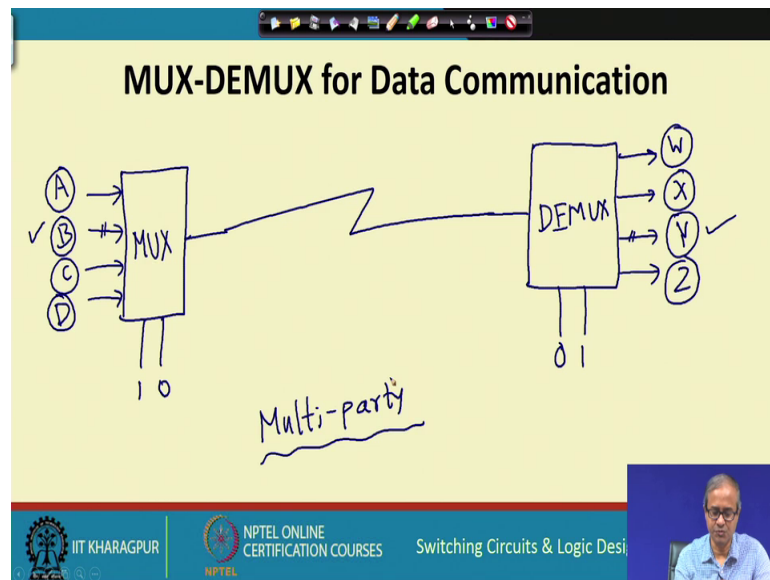 MUX-DEMUX for Data Communication
A
B
C
D
MUX
1 0
DEMUX
W
X
Y
Z
0 1
Multi-party
IIT KHARAGPUR
NPTEL
NPTEL ONLINE
CERTIFICATION COURSES
Switching Circuits & Logic Desi